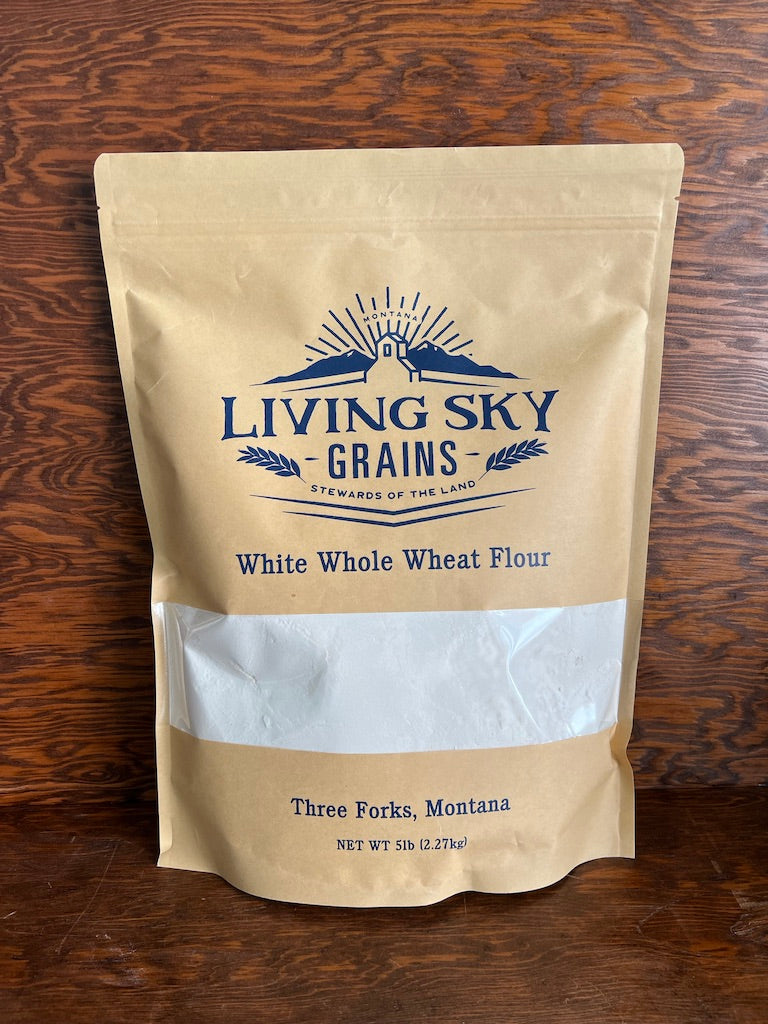 MONTANA
LIVING SKY
- GRAINS -
STEWARDS OF THE LAND
White Whole Wheat Flour
Three Forks, Montana
NET WT 5lb (2.27kg)